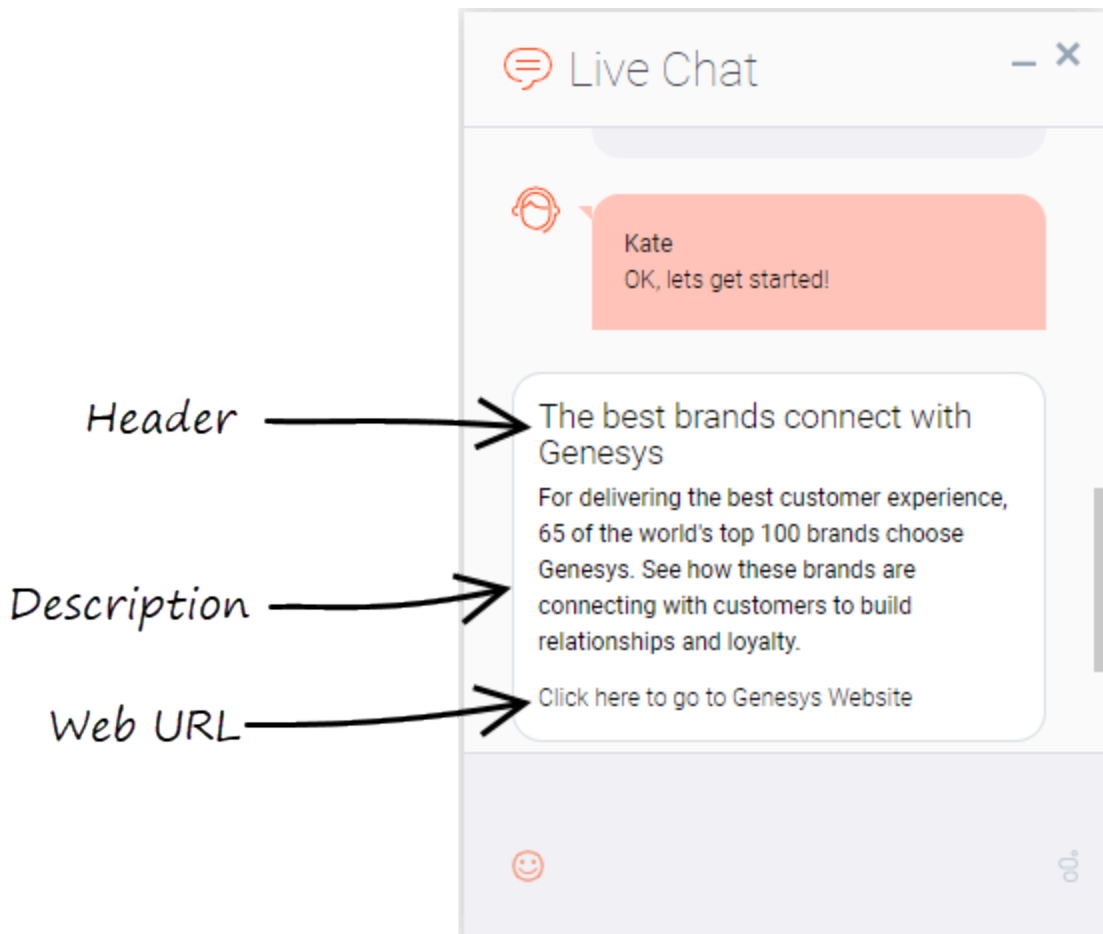 Live Chat
Kate
OK, lets get started!
Header
The best brands connect with
Genesys
For delivering the best customer experience,
65 of the world's top 100 brands choose
Genesys. See how these brands are
connecting with customers to build
relationships and loyalty.
Description
Click here to go to Genesys Website
Web URL